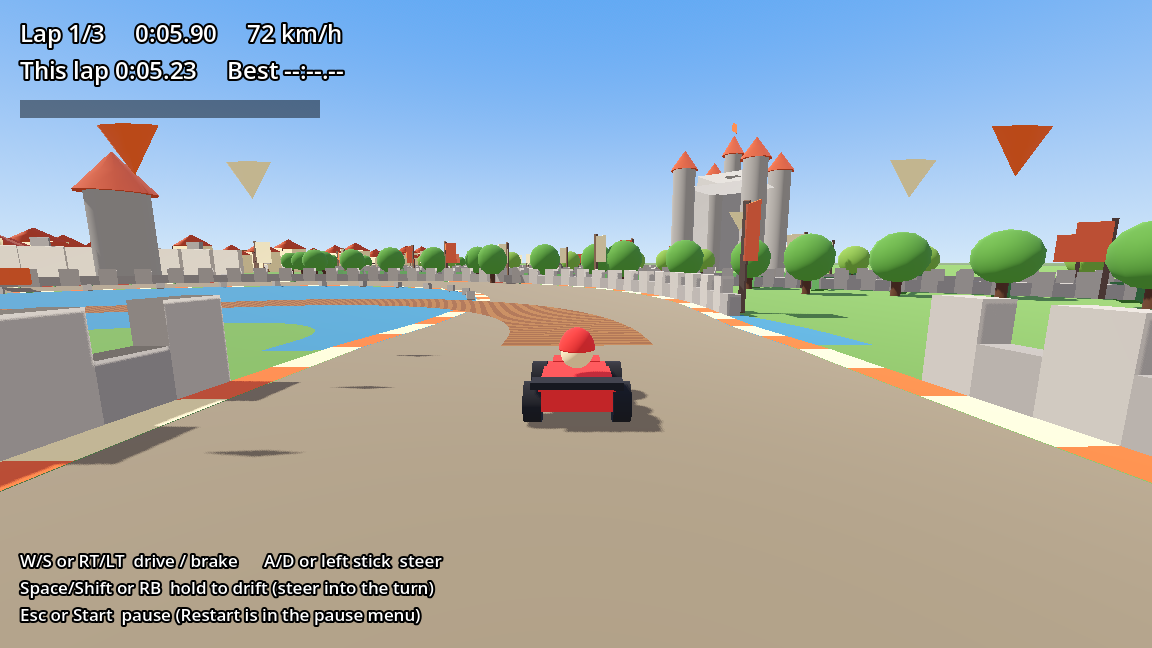 Lap 1/3 0:05.90 72 km/h
This lap 0:05.23 Best --:--.--
W/S or RT/LT drive / brake A/D or left stick steer
Space/Shift or RB hold to drift (steer into the turn)
Esc or Start pause (Restart is in the pause menu)